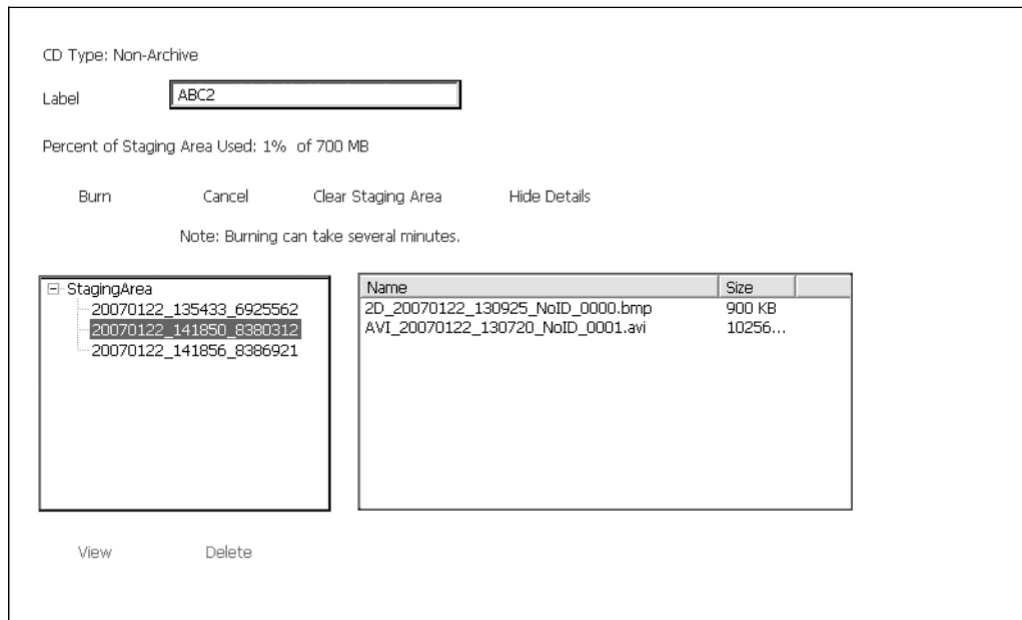 CD Type: Non-Archive
Label ABC2
Percent of Staging Area Used: 1% of 700 MB
Burn Cancel Clear Staging Area Hide Details
Note: Burning can take several minutes.
StagingArea
20070122_135433_6925562
20070122_141850_8380312
20070122_141856_8386921
Name Size
2D_20070122_130925_NoID_0000.bmp 900 KB
AVI_20070122_130720_NoID_0001.avi 10256...
View Delete